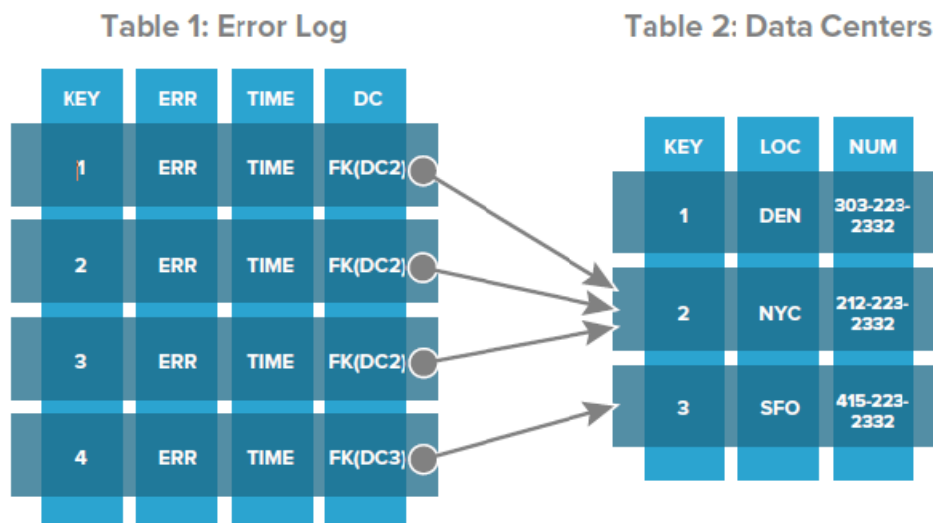 Table 1: Error Log
KEY ERR TIME DC
1 ERR TIME FK(DC2)
2 ERR TIME FK(DC2)
3 ERR TIME FK(DC2)
4 ERR TIME FK(DC3)
Table 2: Data Centers
KEY LOC NUM
1 DEN 303-223-
2332
2 NYC 212-223-
2332
3 SFO 415-223-
2332